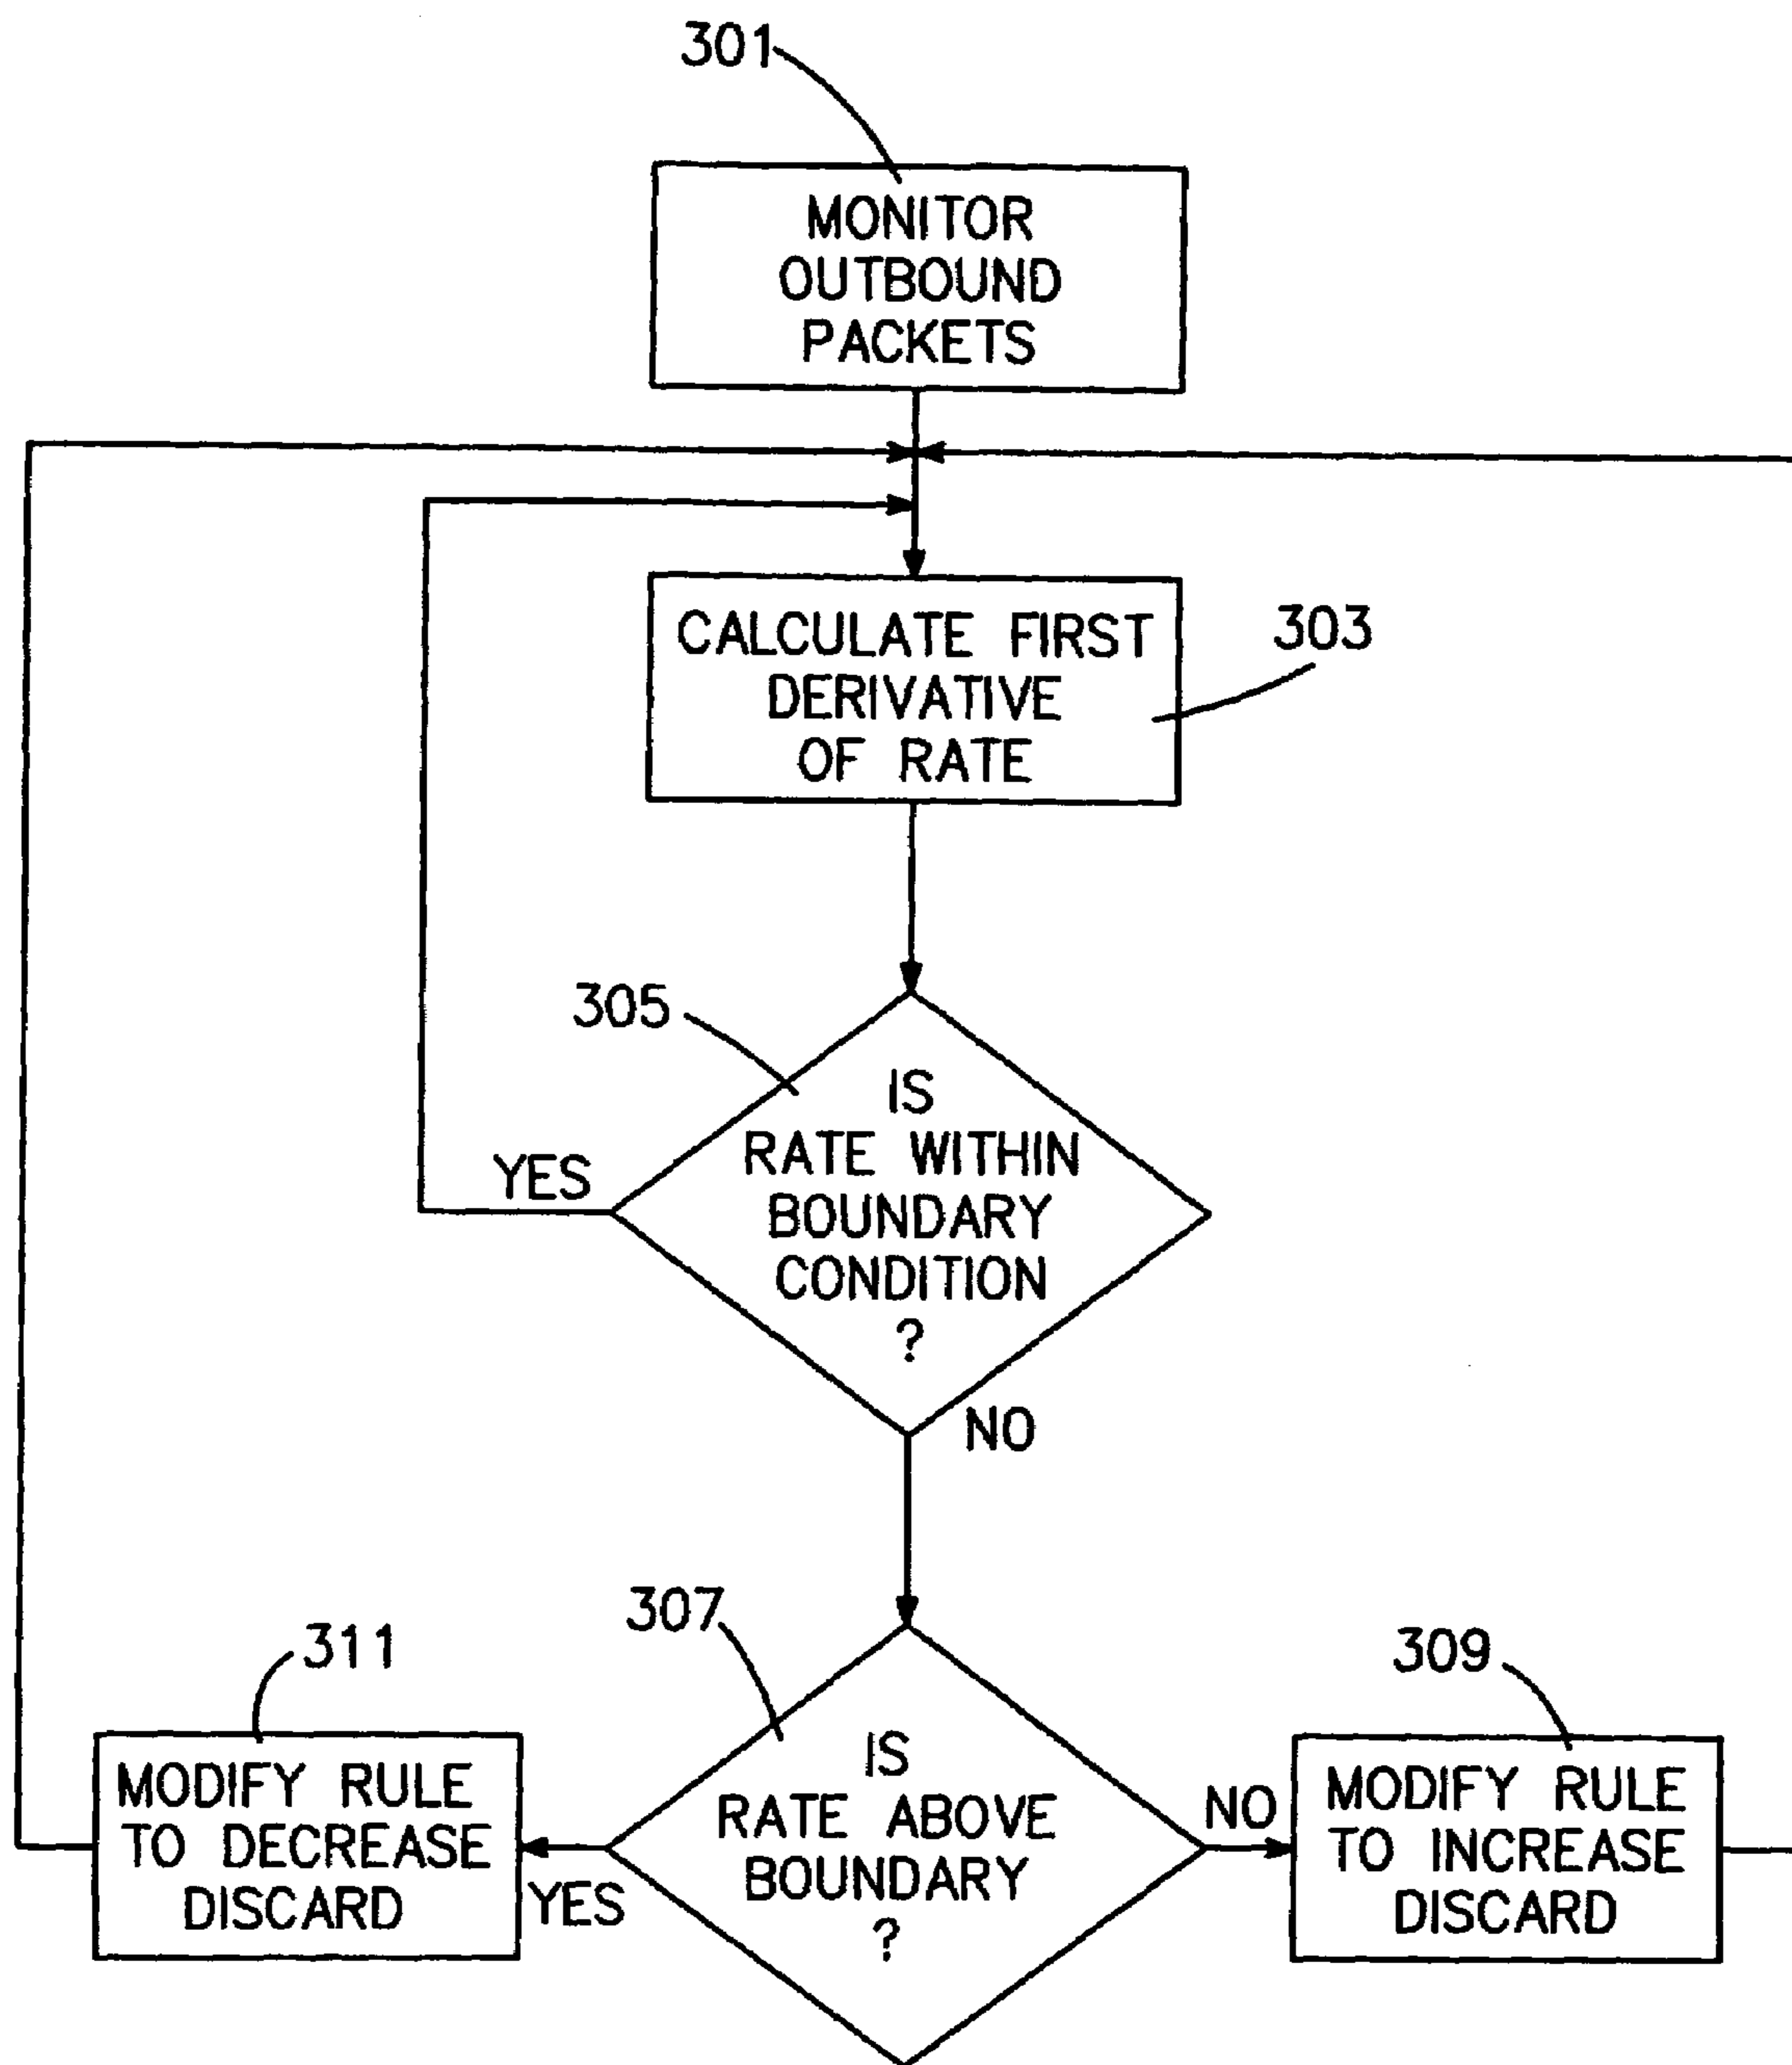 301
MONITOR
OUTBOUND
PACKETS
CALCULATE FIRST
DERIVATIVE
OF RATE
303
305
IS
RATE WITHIN
BOUNDARY
CONDITION
?
YES
NO
307
IS
RATE ABOVE
BOUNDARY
?
YES
NO
311
MODIFY RULE
TO DECREASE
DISCARD
309
MODIFY RULE
TO INCREASE
DISCARD